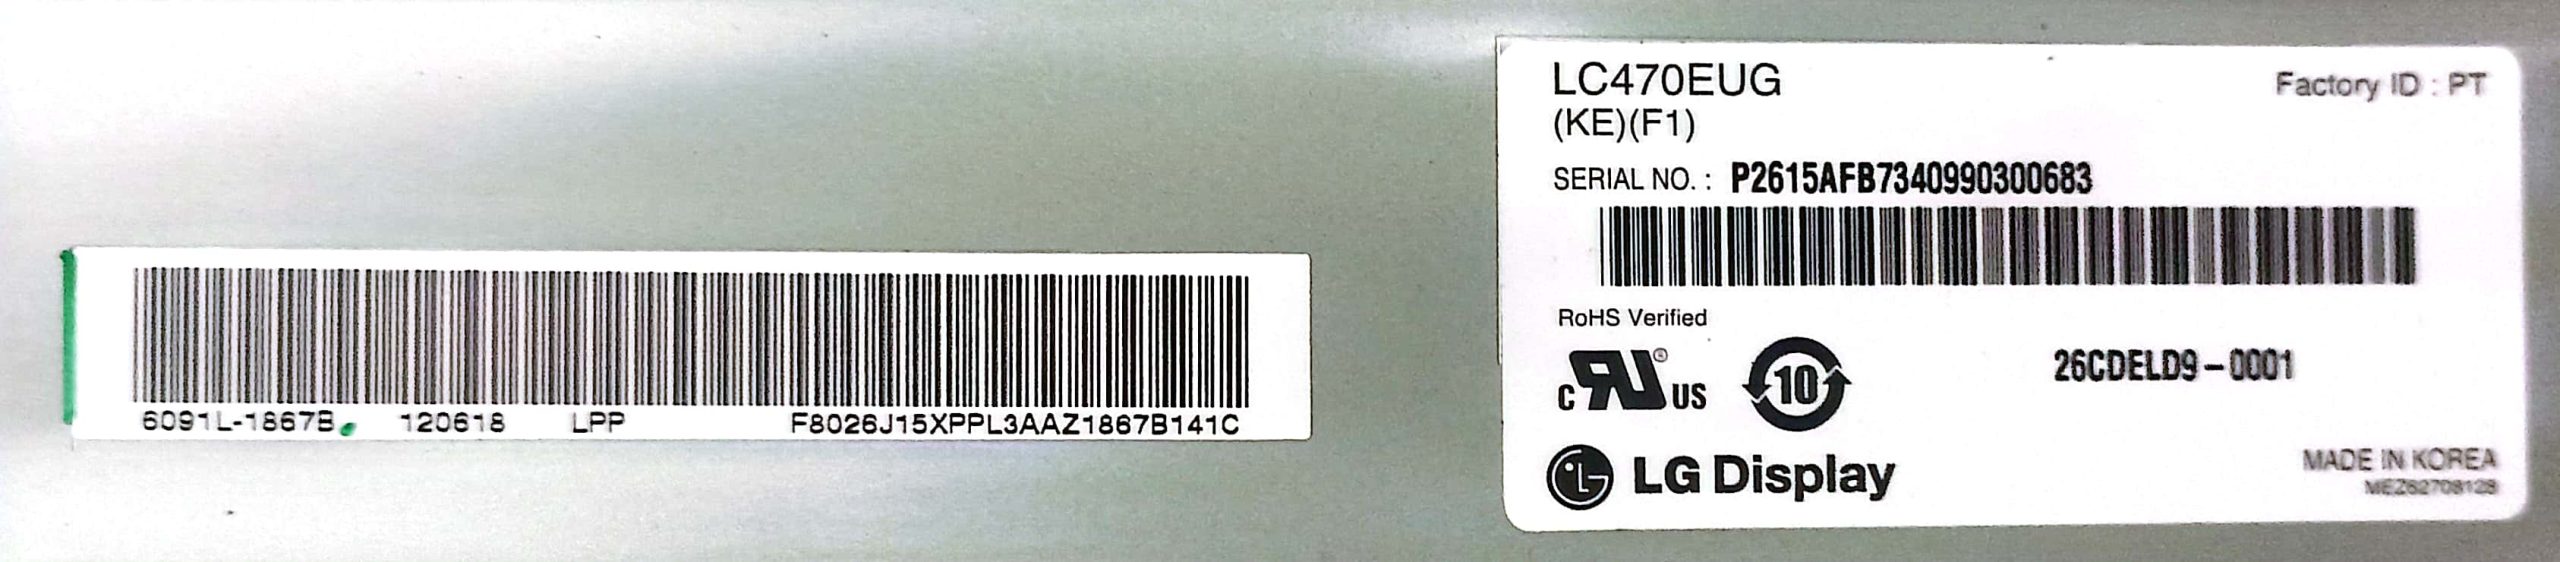 6091L-1867B 120618 LPP F8026J15XPPL3AAZ1867B141C
LC470EUG
Factory ID : PT
(KE)(F1)
SERIAL NO. : P2615AFB7340990300683
RoHS Verified
c RU ® US
10
26CDELD9-0001
LG Display
MADE IN KOREA